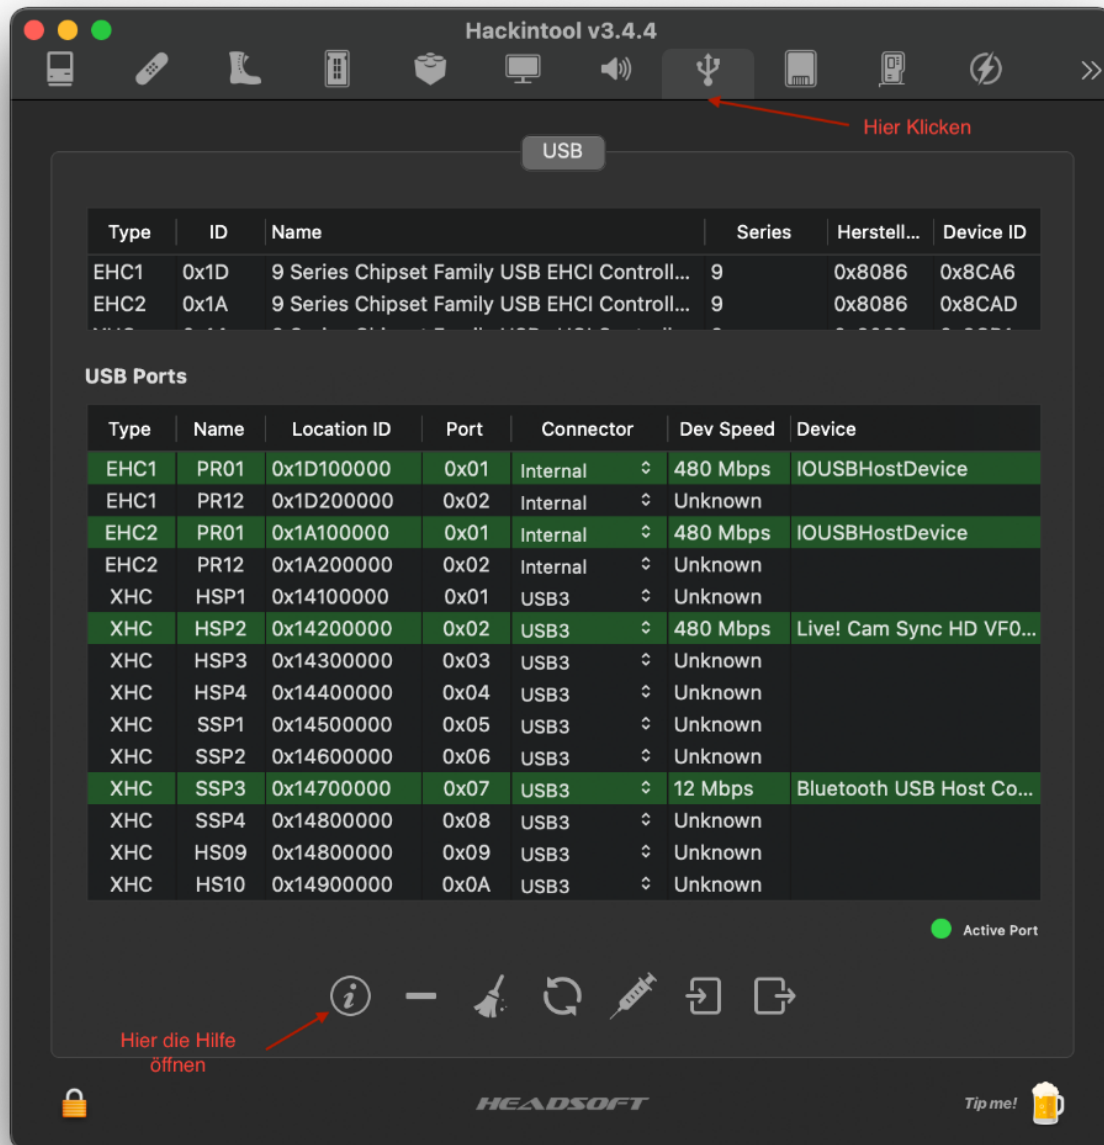 Hackintool v3.4.4
Hier Klicken
USB
Type ID Name Series Herstell... Device ID
EHC1 0x1D 9 Series Chipset Family USB EHCI Controll... 9 0x8086 0x8CA6
EHC2 0x1A 9 Series Chipset Family USB EHCI Controll... 9 0x8086 0x8CAD
USB Ports
Type Name Location ID Port Connector Dev Speed Device
EHC1 PR01 0x1D100000 0x01 Internal 480 Mbps IOUSBHostDevice
EHC1 PR12 0x1D200000 0x02 Internal Unknown
EHC2 PR01 0x1A100000 0x01 Internal 480 Mbps IOUSBHostDevice
EHC2 PR12 0x1A200000 0x02 Internal Unknown
XHC HSP1 0x14100000 0x01 USB3 Unknown
XHC HSP2 0x14200000 0x02 USB3 480 Mbps Live! Cam Sync HD VF0...
XHC HSP3 0x14300000 0x03 USB3 Unknown
XHC HSP4 0x14400000 0x04 USB3 Unknown
XHC SSP1 0x14500000 0x05 USB3 Unknown
XHC SSP2 0x14600000 0x06 USB3 Unknown
XHC SSP3 0x14700000 0x07 USB3 12 Mbps Bluetooth USB Host Co...
XHC SSP4 0x14800000 0x08 USB3 Unknown
XHC HS09 0x14800000 0x09 USB3 Unknown
XHC HS10 0x14900000 0x0A USB3 Unknown
Active Port
Hier die Hilfe
öffnen
HEADSOFT
Tip me!